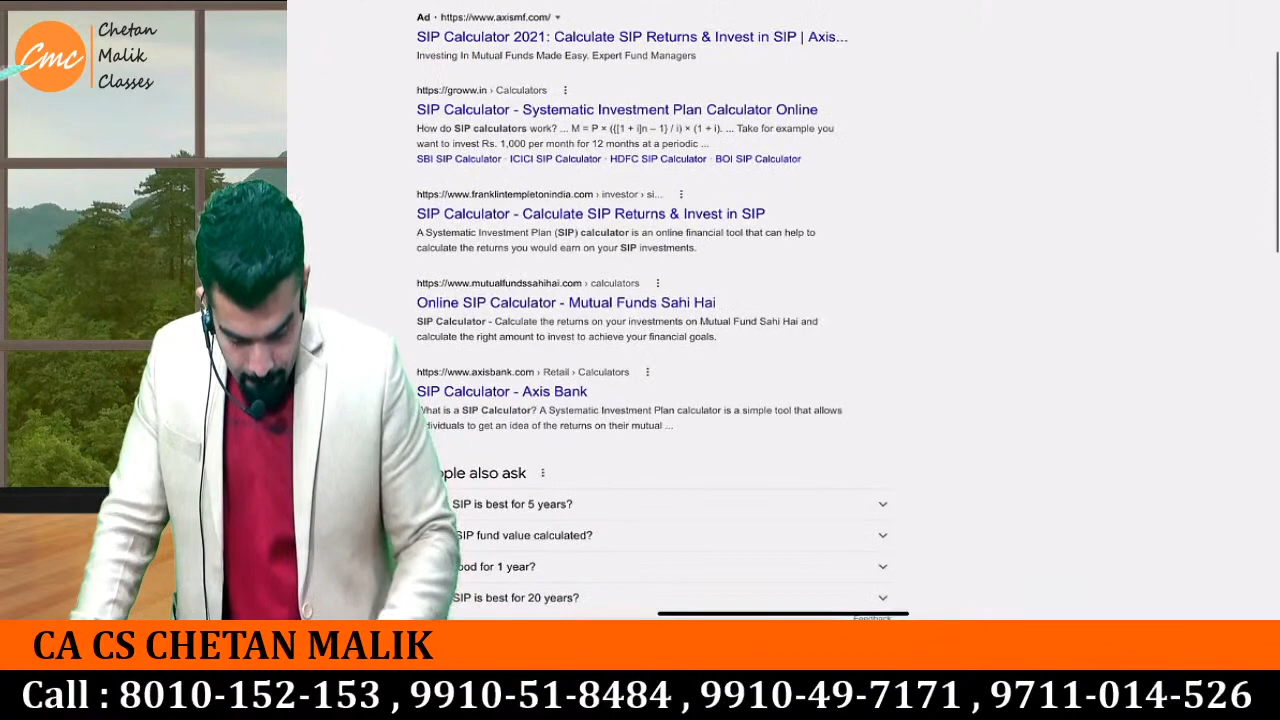 Cmc
Chetan
Malik
Classes
Ad · https://www.axismf.com/
SIP Calculator 2021: Calculate SIP Returns & Invest in SIP | Axis...
Investing In Mutual Funds Made Easy. Expert Fund Managers
https://groww.in › Calculators
SIP Calculator - Systematic Investment Plan Calculator Online
How do SIP calculators work? ... M = P × ({[1 + i]n – 1} / i) × (1 + i). ... Take for example you
want to invest Rs. 1,000 per month for 12 months at a periodic ...
SBI SIP Calculator · ICICI SIP Calculator · HDFC SIP Calculator · BOI SIP Calculator
https://www.franklintempletonindia.com › investor › si...
SIP Calculator - Calculate SIP Returns & Invest in SIP
A Systematic Investment Plan (SIP) calculator is an online financial tool that can help to
calculate the returns you would earn on your SIP investments.
https://www.mutualfundssahihai.com › calculators
Online SIP Calculator - Mutual Funds Sahi Hai
SIP Calculator - Calculate the returns on your investments on Mutual Fund Sahi Hai and
calculate the right amount to invest to achieve your financial goals.
https://www.axisbank.com › Retail › Calculators
SIP Calculator - Axis Bank
What is a SIP Calculator? A Systematic Investment Plan calculator is a simple tool that allows
to get an idea of the returns on their mutual ...
also ask
SIP is best for 5 years?
SIP fund value calculated?
for 1 year?
SIP is best for 20 years?
CA CS CHETAN MALIK
Call : 8010-152-153 , 9910-51-8484 , 9910-49-7171 , 9711-014-526